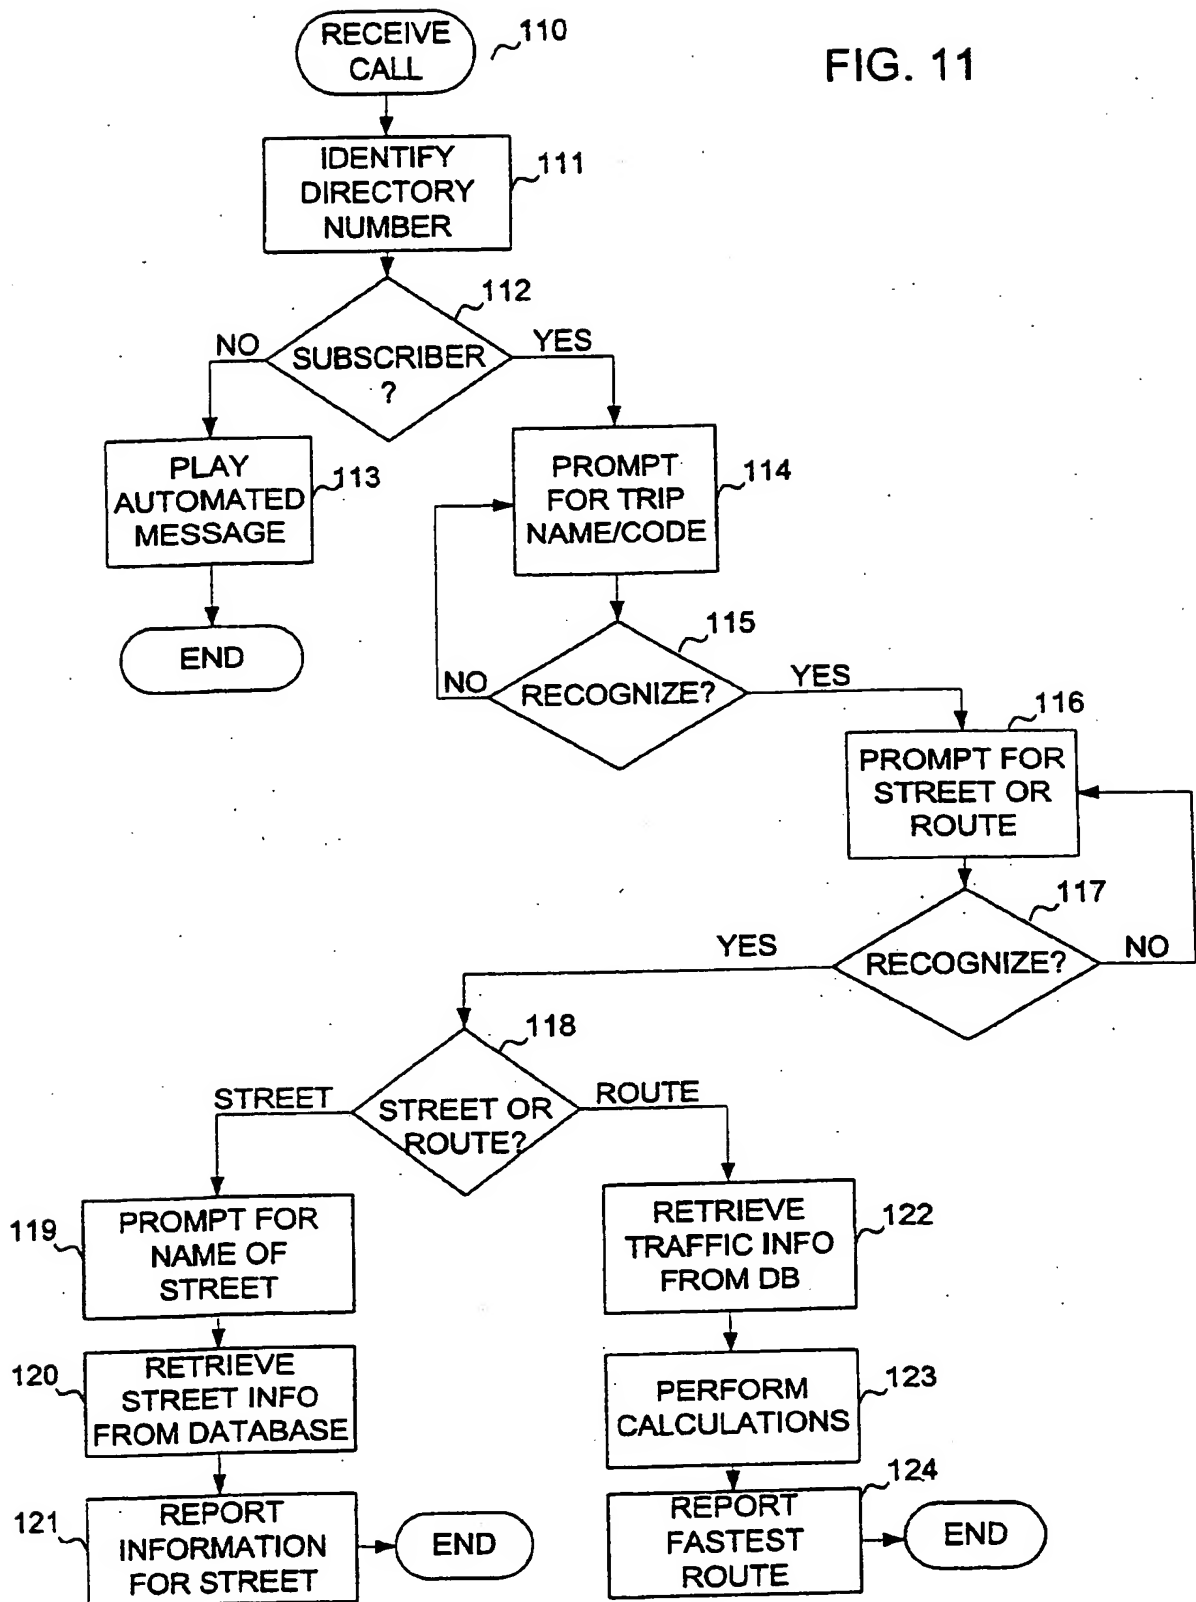 RECEIVE
CALL
110
FIG. 11
IDENTIFY
DIRECTORY
NUMBER
111
112
NO
SUBSCRIBER
?
YES
PLAY
AUTOMATED
MESSAGE
113
PROMPT
FOR TRIP
NAME/CODE
114
END
115
NO
RECOGNIZE?
YES
116
PROMPT FOR
STREET OR
ROUTE
117
YES
RECOGNIZE?
NO
118
STREET
STREET OR
ROUTE?
ROUTE
119
PROMPT FOR
NAME OF
STREET
RETRIEVE
TRAFFIC INFO
FROM DB
122
120
RETRIEVE
STREET INFO
FROM DATABASE
PERFORM
CALCULATIONS
123
121
REPORT
INFORMATION
FOR STREET
END
124
REPORT
FASTEST
ROUTE
END